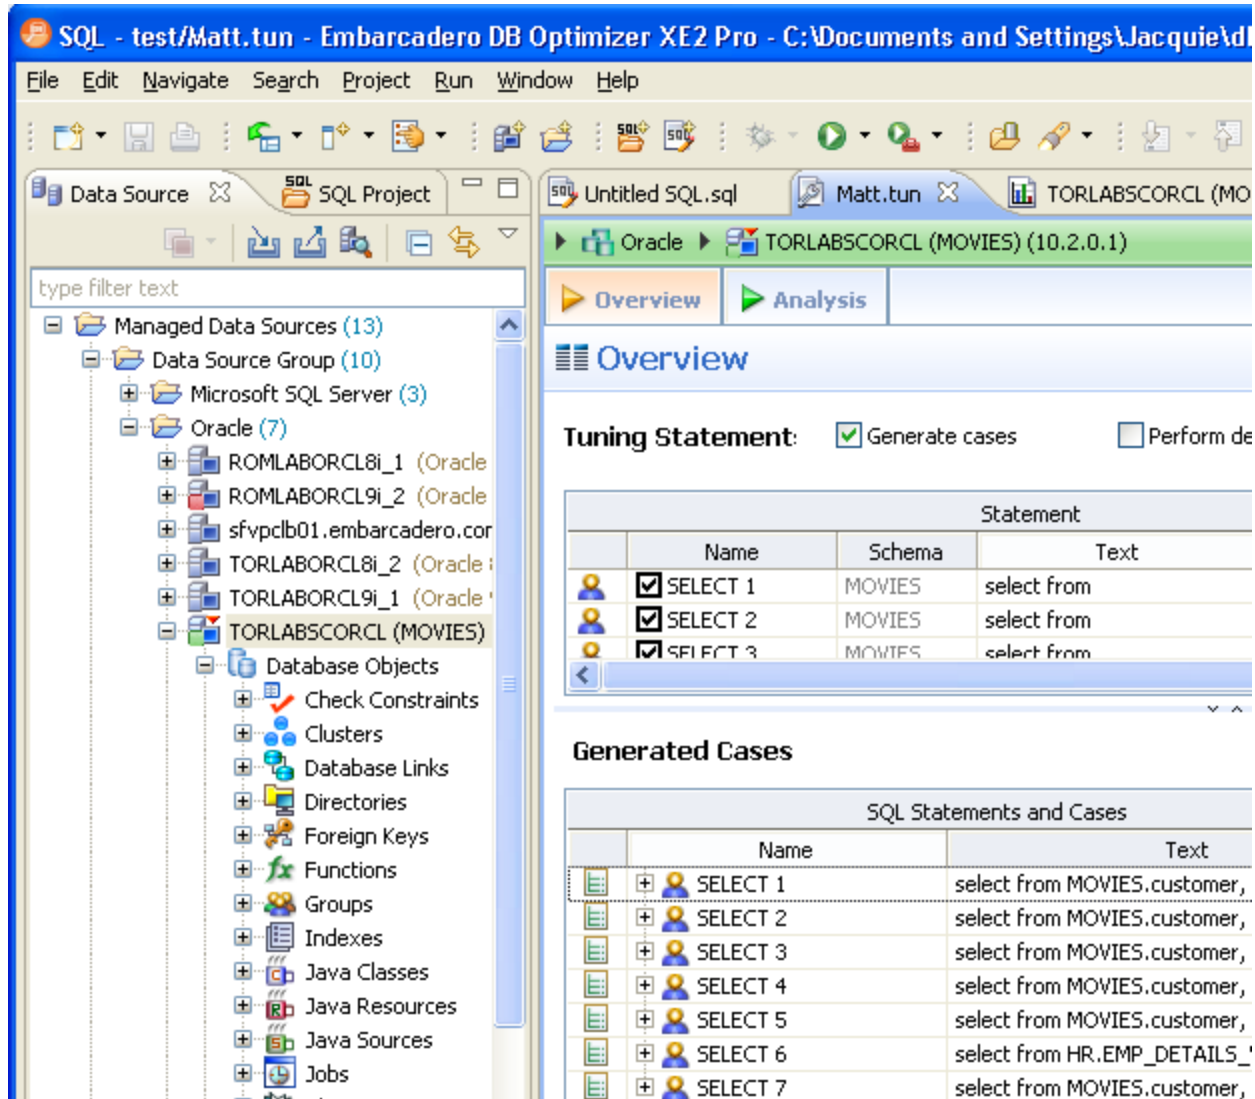 SQL - test/Matt.tun - Embarcadero DB Optimizer XE2 Pro - C:\Documents and Settings\Jacquie\d
File Edit Navigate Search Project Run Window Help
Data Source SQL Project
Untitled SQL.sql Matt.tun TORLABSCORCL (MO
Oracle TORLABSCORCL (MOVIES) (10.2.0.1)
type filter text
Overview Analysis
Managed Data Sources (13)
Data Source Group (10)
Microsoft SQL Server (3)
Oracle (7)
ROMLABORCL8i_1 (Oracle
ROMLABORCL9i_2 (Oracle
sfvpclb01.embarcadero.cor
TORLABORCL8i_2 (Oracle
TORLABORCL9i_1 (Oracle
TORLABSCORCL (MOVIES)
Database Objects
Check Constraints
Clusters
Database Links
Directories
Foreign Keys
Functions
Groups
Indexes
Java Classes
Java Resources
Java Sources
Jobs
Overview
Tuning Statement: Generate cases Perform de
Statement
Name Schema Text
SELECT 1 MOVIES select from
SELECT 2 MOVIES select from
SELECT 3 MOVIES select from
Generated Cases
SQL Statements and Cases
Name Text
SELECT 1 select from MOVIES.customer,
SELECT 2 select from MOVIES.customer,
SELECT 3 select from MOVIES.customer,
SELECT 4 select from MOVIES.customer,
SELECT 5 select from MOVIES.customer,
SELECT 6 select from HR.EMP_DETAILS_
SELECT 7 select from MOVIES.customer,